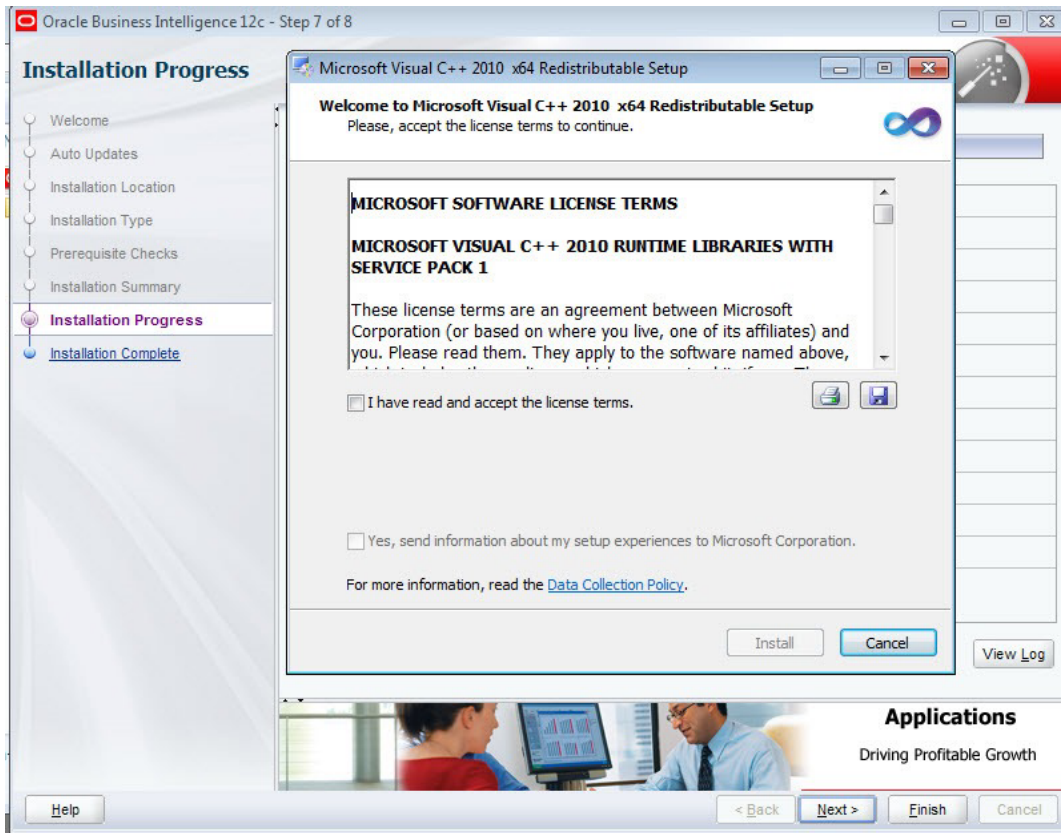 Oracle Business Intelligence 12c - Step 7 of 8
Installation Progress
Welcome
Auto Updates
Installation Location
Installation Type
Prerequisite Checks
Installation Summary
Installation Progress
Installation Complete
Microsoft Visual C++ 2010 x64 Redistributable Setup
Welcome to Microsoft Visual C++ 2010 x64 Redistributable Setup
Please, accept the license terms to continue.
MICROSOFT SOFTWARE LICENSE TERMS
MICROSOFT VISUAL C++ 2010 RUNTIME LIBRARIES WITH
SERVICE PACK 1
These license terms are an agreement between Microsoft
Corporation (or based on where you live, one of its affiliates) and
you. Please read them. They apply to the software named above,
I have read and accept the license terms.
Yes, send information about my setup experiences to Microsoft Corporation.
For more information, read the Data Collection Policy.
Install
Cancel
View Log
Applications
Driving Profitable Growth
Help
< Back
Next >
Finish
Cancel